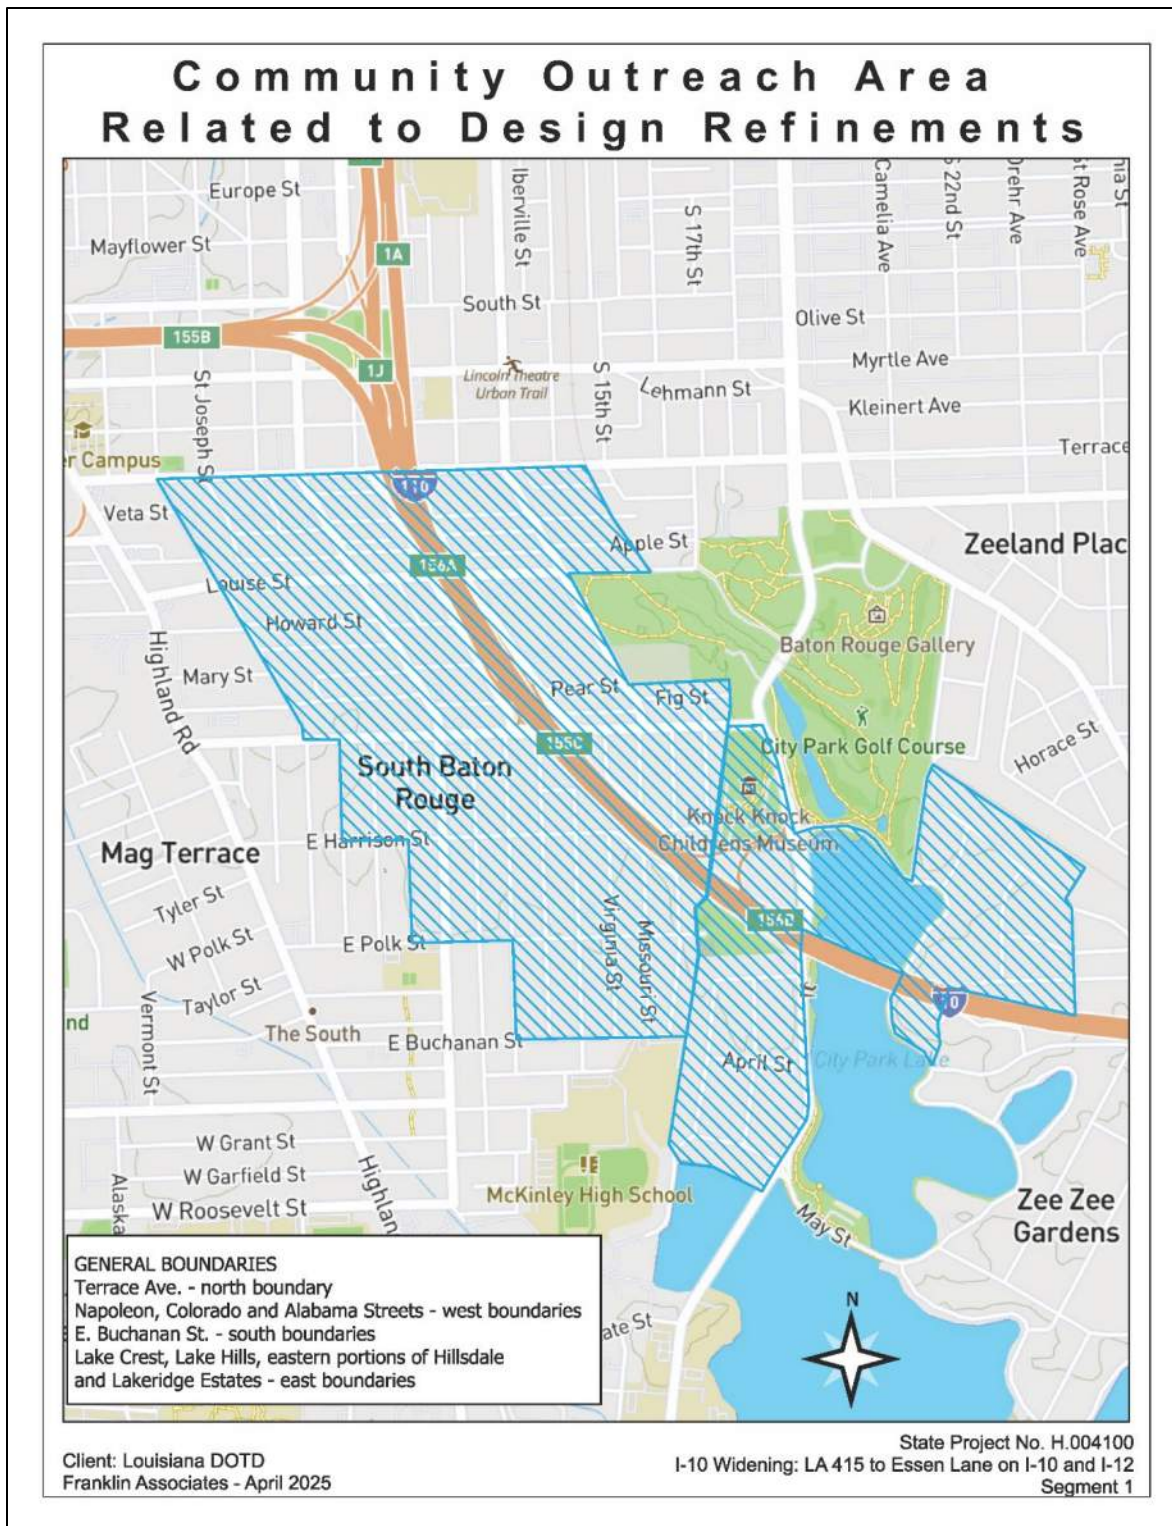 Community Outreach Area
Related to Design Refinements
Europe St
Iberville St
S 17th St
Camelia Ave
S 22nd St
Drehr Ave
St Rose Ave
Mayflower St
1A
South St
Olive St
155B
1J
Lincoln Theatre
Urban Trail
St Joseph St
S 15th St
Lehmann St
Myrtle Ave
Kleinert Ave
Terrace
er Campus
Veta St
110
Apple St
Zeeland Plac
156A
Louise St
Howard St
Highland Rd
Mary St
Baton Rouge Gallery
Pear St
Fig St
155C
City Park Golf Course
Horace St
South Baton
Rouge
Knock Knock
Childrens Museum
E Harrison St
Mag Terrace
Tyler St
W Polk St
E Polk St
Virginia St
Missouri St
156B
Taylor St
Vermont St
nd
The South
10
E Buchanan St
April St
City Park Lake
W Grant St
W Garfield St
W Roosevelt St
Alaska
Highlan
McKinley High School
May St
Zee Zee
Gardens
ate St
N
GENERAL BOUNDARIES
Terrace Ave. - north boundary
Napoleon, Colorado and Alabama Streets - west boundaries
E. Buchanan St. - south boundaries
Lake Crest, Lake Hills, eastern portions of Hillsdale
and Lakeridge Estates - east boundaries
Client: Louisiana DOTD
Franklin Associates - April 2025
State Project No. H.004100
I-10 Widening: LA 415 to Essen Lane on I-10 and I-12
Segment 1